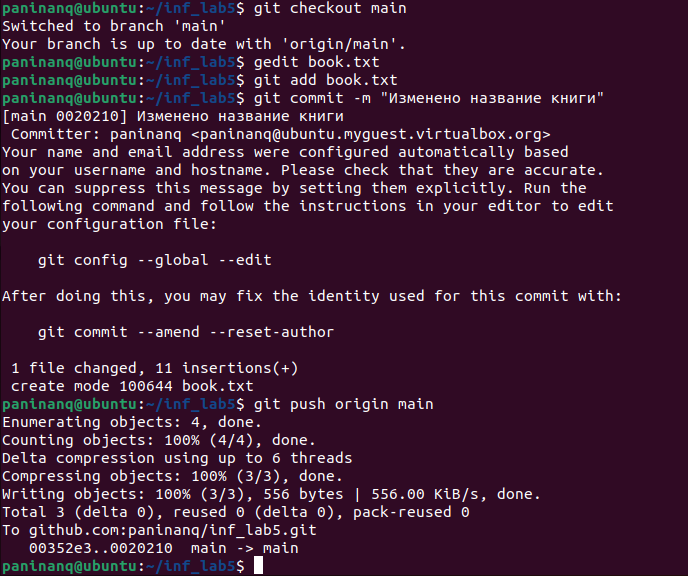 paninanq@ubuntu:~/inf_lab5$ git checkout main
Switched to branch 'main'
Your branch is up to date with 'origin/main'.
paninanq@ubuntu:~/inf_lab5$ gedit book.txt
paninanq@ubuntu:~/inf_lab5$ git add book.txt
paninanq@ubuntu:~/inf_lab5$ git commit -m "Изменено название книги"
[main 0020210] Изменено название книги
 Committer: paninanq <paninanq@ubuntu.myguest.virtualbox.org>
Your name and email address were configured automatically based
on your username and hostname. Please check that they are accurate.
You can suppress this message by setting them explicitly. Run the
following command and follow the instructions in your editor to edit
your configuration file:

    git config --global --edit

After doing this, you may fix the identity used for this commit with:

    git commit --amend --reset-author

 1 file changed, 11 insertions(+)
 create mode 100644 book.txt
paninanq@ubuntu:~/inf_lab5$ git push origin main
Enumerating objects: 4, done.
Counting objects: 100% (4/4), done.
Delta compression using up to 6 threads
Compressing objects: 100% (3/3), done.
Writing objects: 100% (3/3), 556 bytes | 556.00 KiB/s, done.
Total 3 (delta 0), reused 0 (delta 0), pack-reused 0
To github.com:paninanq/inf_lab5.git
   00352e3..0020210  main -> main
paninanq@ubuntu:~/inf_lab5$